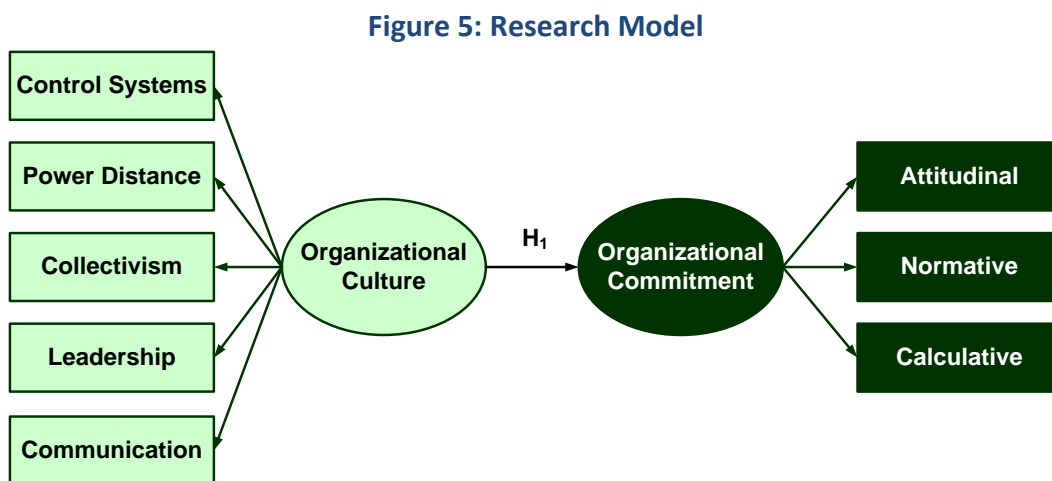 Figure 5: Research Model
Control Systems
Power Distance
Collectivism
Leadership
Communication
Organizational
Culture
H₁
Organizational
Commitment
Attitudinal
Normative
Calculative